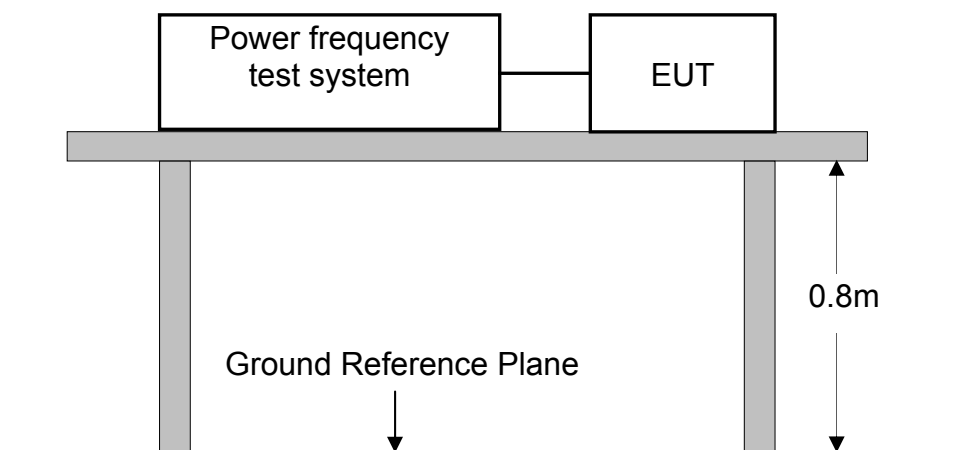 Power frequency
test system
EUT
0.8m
Ground Reference Plane